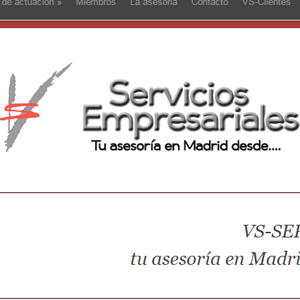 de actuación » Miembros La asesoría Contacto VS-Clientes
VS
Servicios
Empresariales
Tu asesoría en Madrid desde....
VS-SER
tu asesoría en Madri